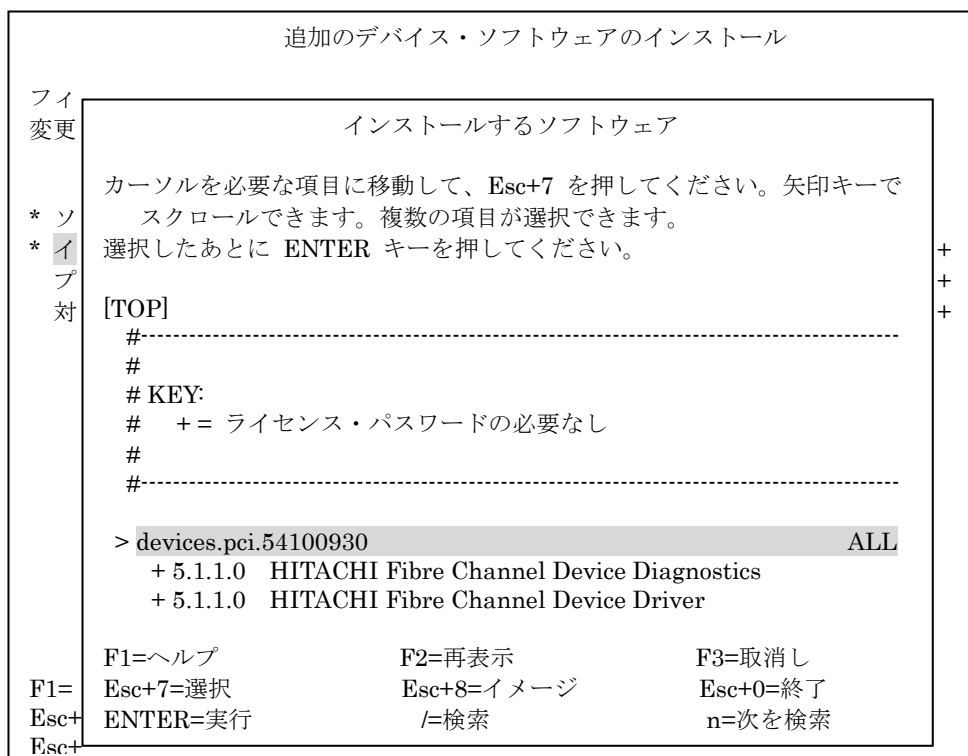 追加のデバイス・ソフトウェアのインストール
フィ
変更
インストールするソフトウェア
カーソルを必要な項目に移動して、Esc+7 を押してください。矢印キーで
スクロールできます。複数の項目が選択できます。
選択したあとに ENTER キーを押してください。
* ソ
* イ +
プ +
対 +
[TOP]
#--------------------------------------------------------------------------
#
# KEY:
# + = ライセンス・パスワードの必要なし
#
#--------------------------------------------------------------------------
> devices.pci.54100930 ALL
+ 5.1.1.0 HITACHI Fibre Channel Device Diagnostics
+ 5.1.1.0 HITACHI Fibre Channel Device Driver
F1=ヘルプ F2=再表示 F3=取消し
Esc+7=選択 Esc+8=イメージ Esc+0=終了
ENTER=実行 /=検索 n=次を検索
F1=
Esc+
Esc+